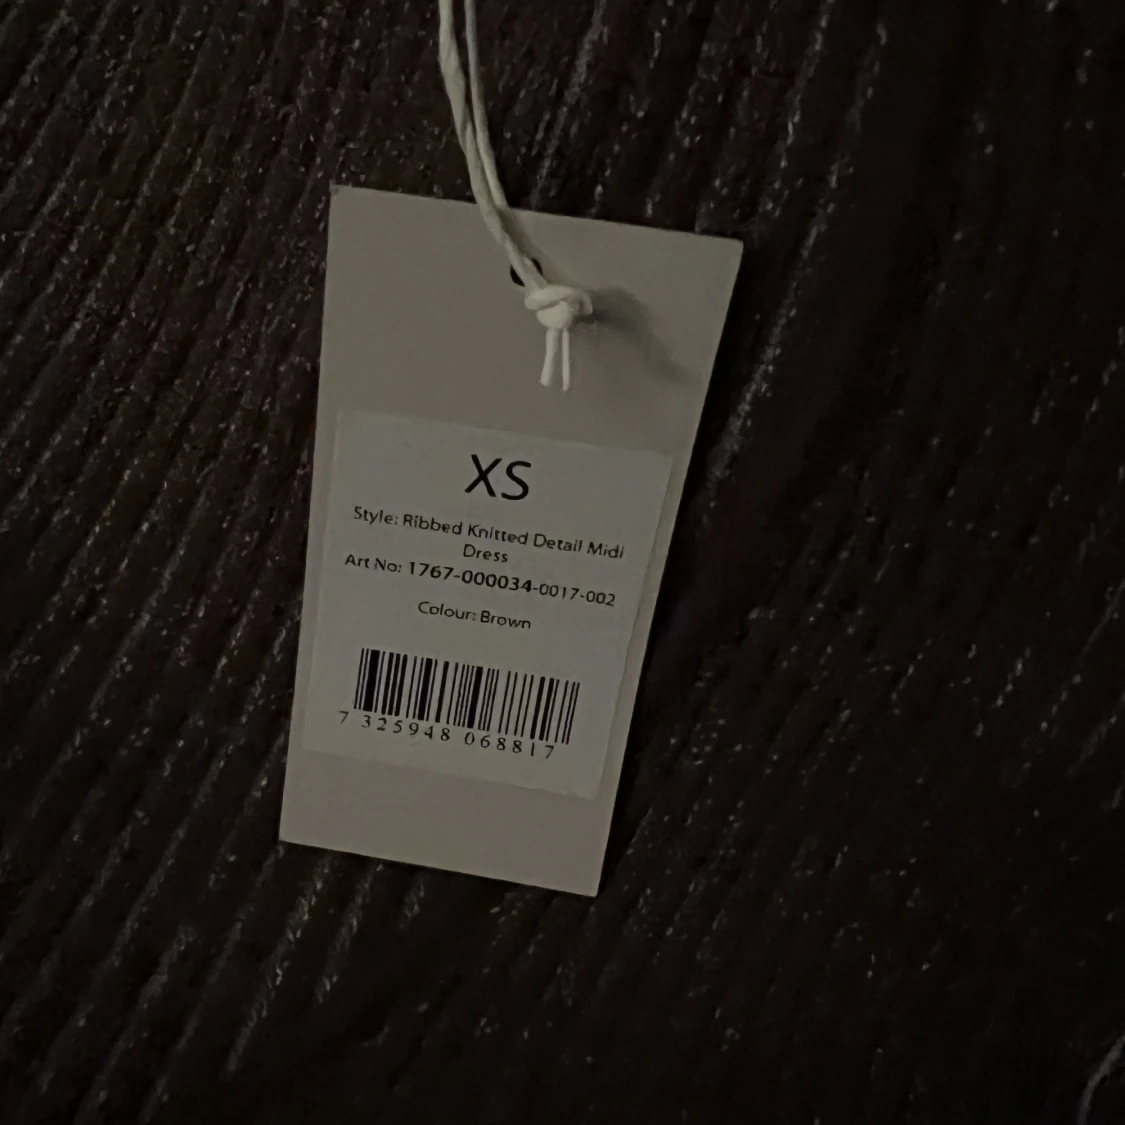 XS
Style: Ribbed Knitted Detail Midi
Dress
Art No: 1767-000034-0017-002
Colour: Brown
7 325948 068817